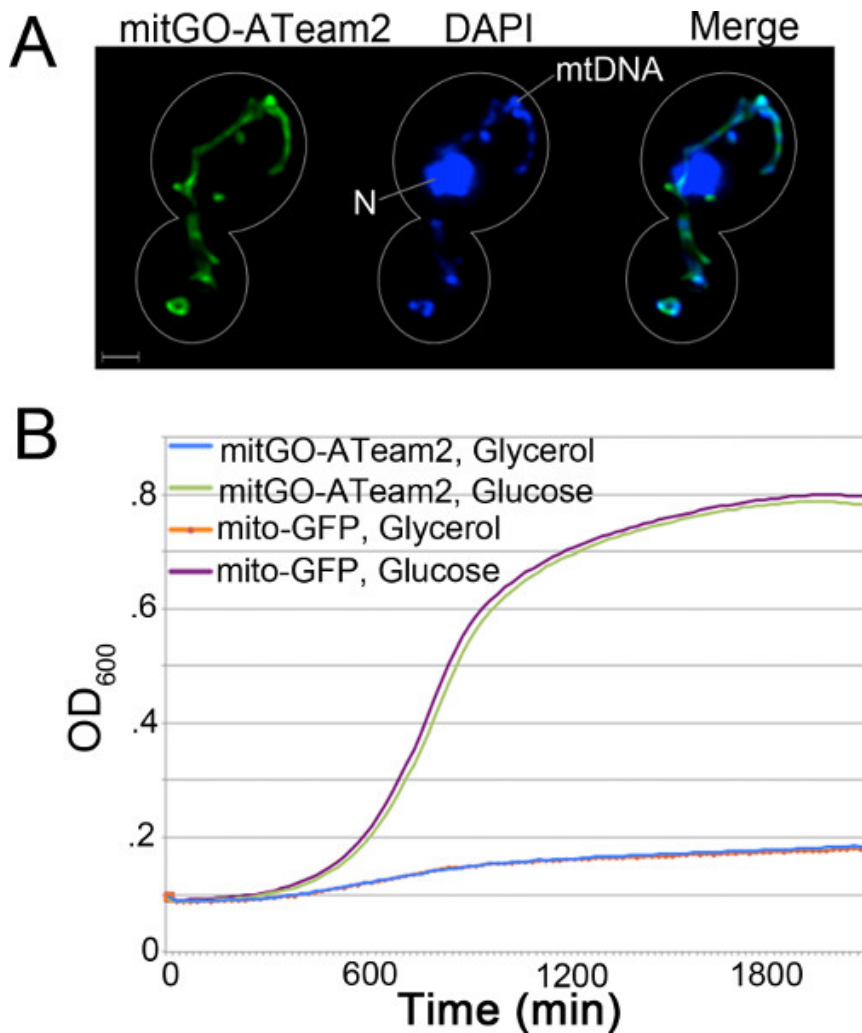 A
mitGO-ATeam2 DAPI Merge
mtDNA
N
B
mitGO-ATeam2, Glycerol
mitGO-ATeam2, Glucose
mito-GFP, Glycerol
mito-GFP, Glucose
.8
.6
.4
.2
0
OD600
0 600 1200 1800
Time (min)